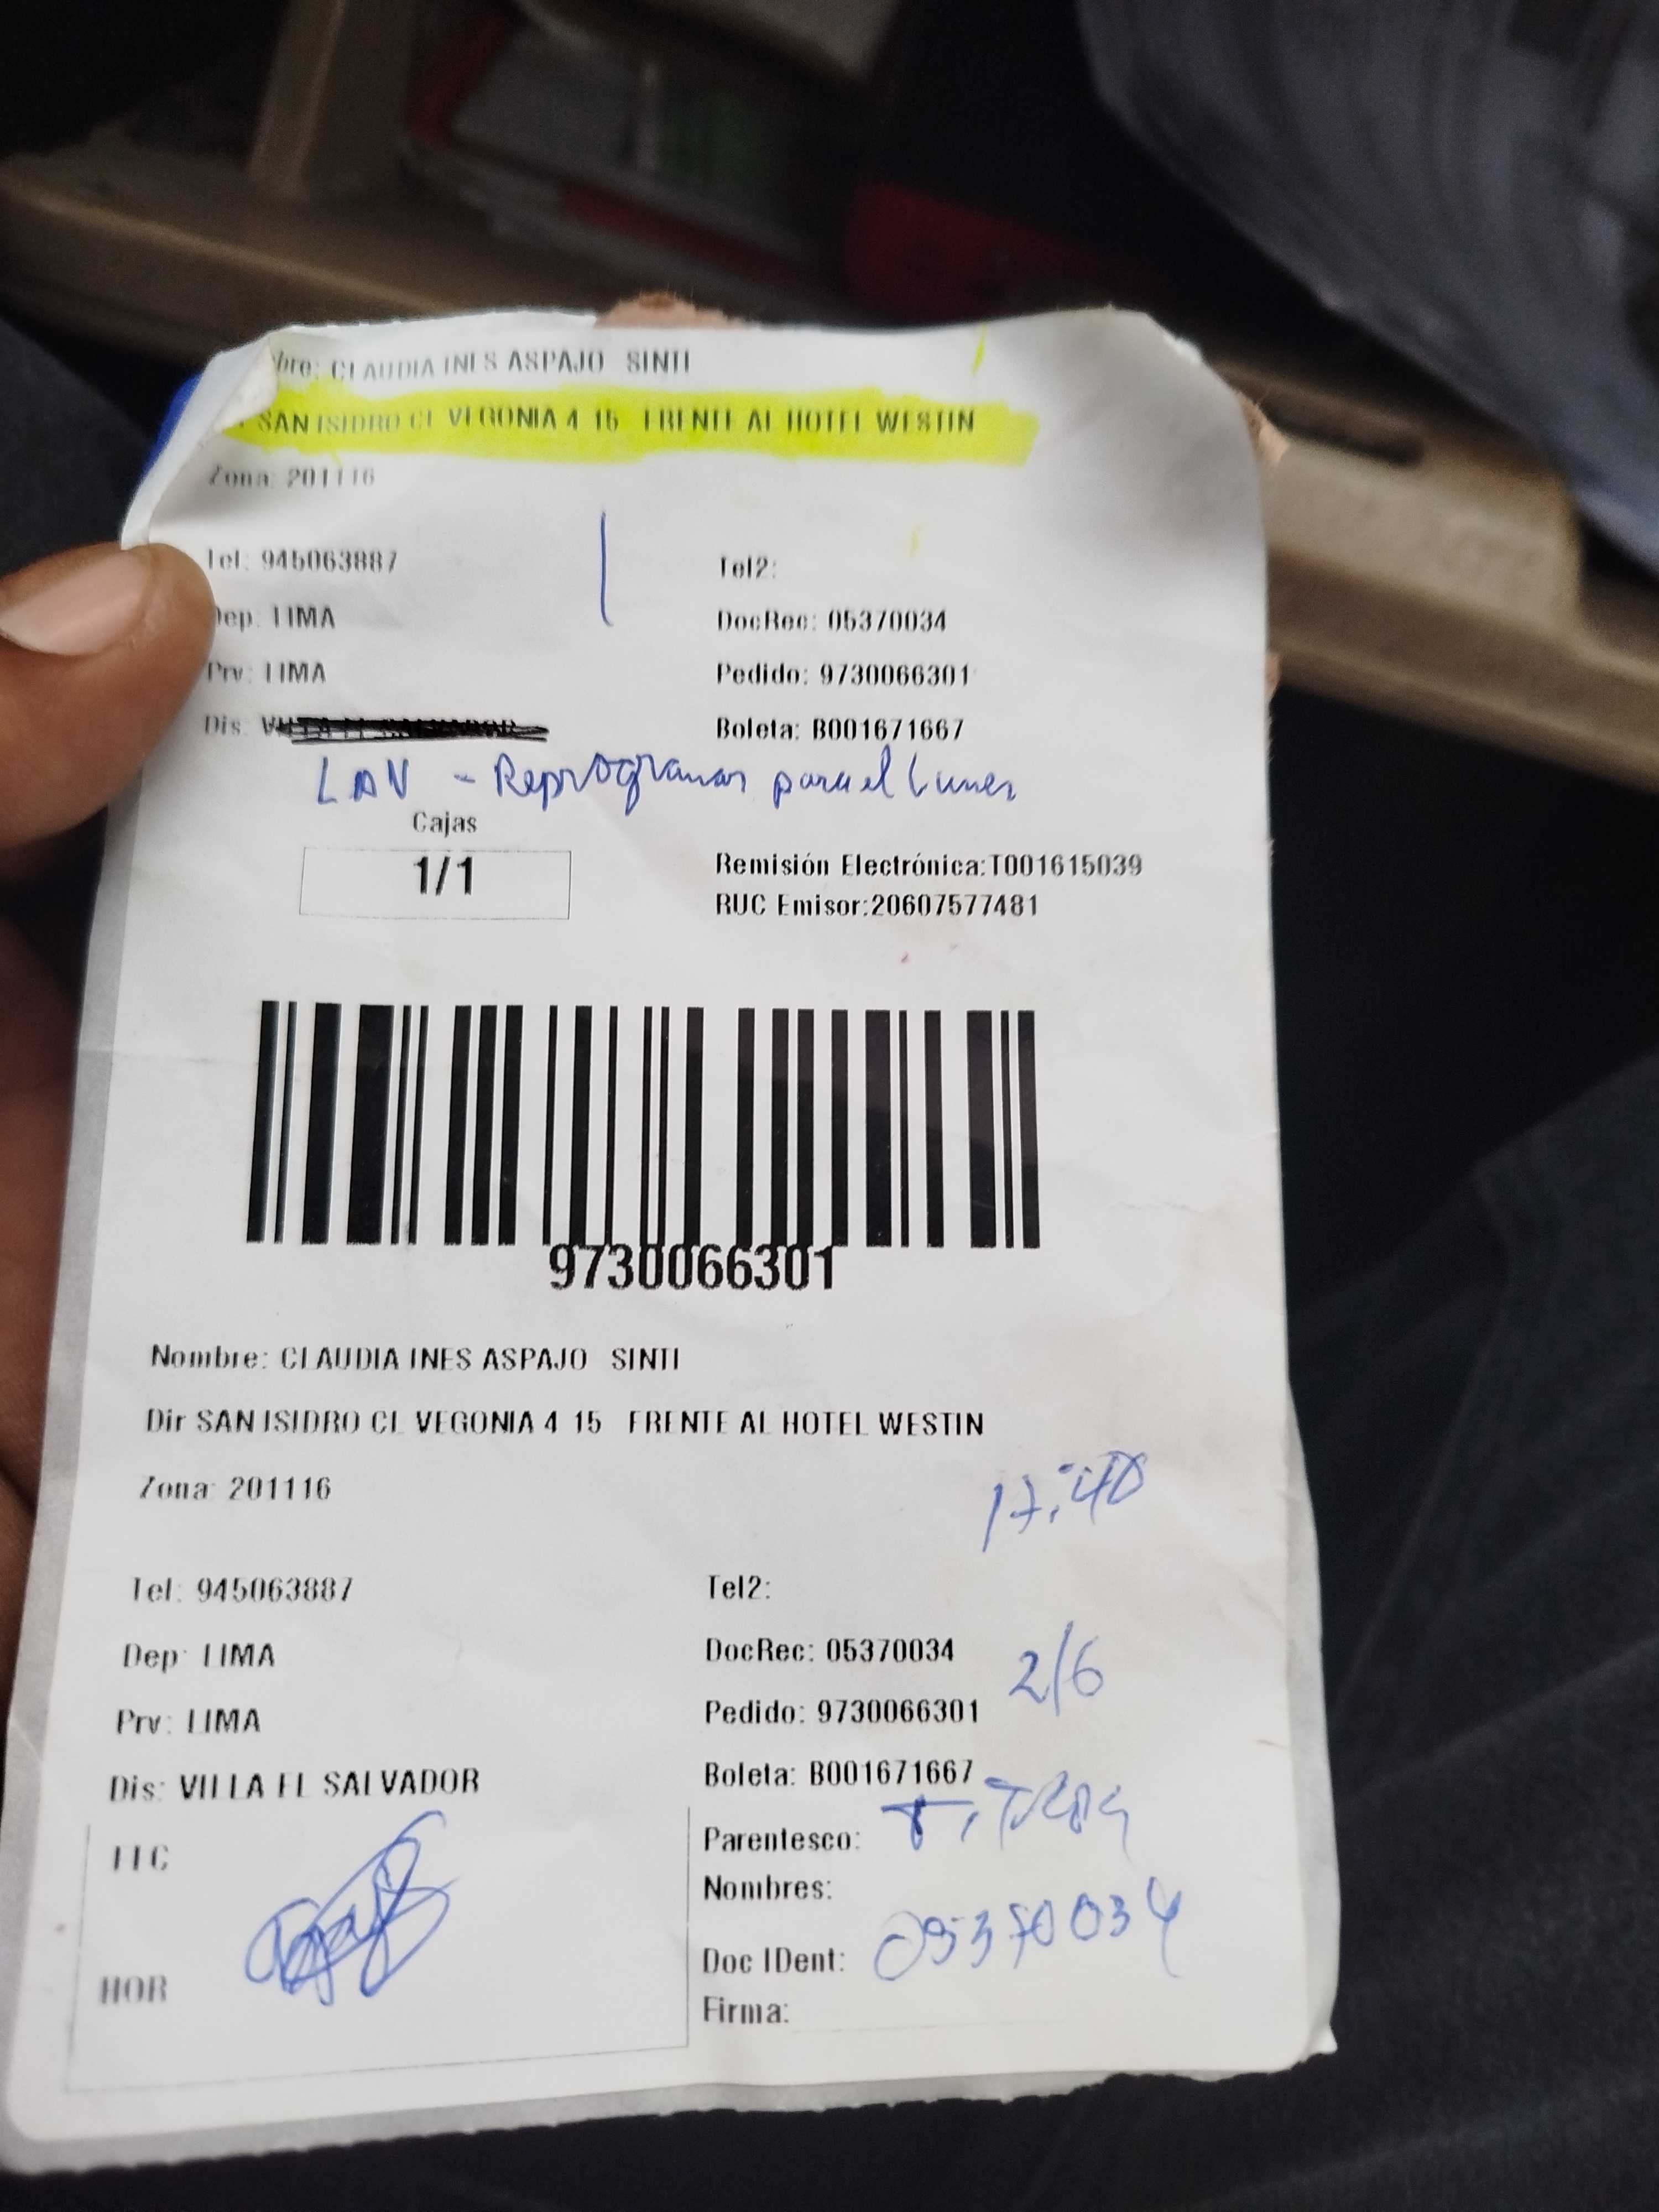 bre: CLAUDIA INES ASPAJO SINTI
SAN ISIDRO CL VEGONIA 4 15 FRENTE AL HOTEL WESTIN
Zona: 201116
Tel: 945063887 Tel2:
Dep: LIMA DocRec: 05370034
Prv: LIMA Pedido: 9730066301
Dis: Boleta: B001671667
LAV - Reprogramar para el Lunes
Cajas
1/1
Remisión Electrónica:T001615039
RUC Emisor:20607577481
9730066301
Nombre: CLAUDIA INES ASPAJO SINTI
Dir SAN ISIDRO CL VEGONIA 4 15 FRENTE AL HOTEL WESTIN
Zona: 201116
17:40
Tel: 945063887 Tel2:
Dep: LIMA DocRec: 05370034
2/6
Prv: LIMA Pedido: 9730066301
Dis: VILLA EL SALVADOR Boleta: B001671667
Parentesco:
Nombres:
Doc IDent: 05370034
HOR
Firma: